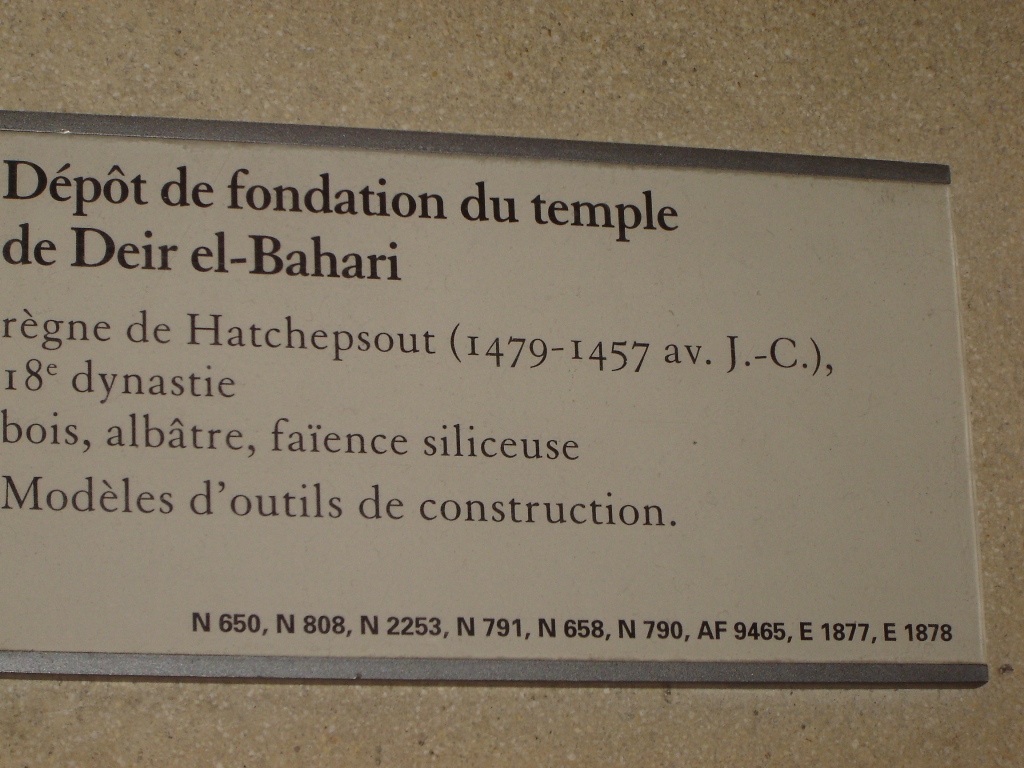 Dépôt de fondation du temple
de Deir el-Bahari
règne de Hatchepsout (1479-1457 av. J.-C.),
18e dynastie
bois, albâtre, faïence siliceuse
Modèles d'outils de construction.
N 650, N 808, N 2253, N 791, N 658, N 790, AF 9465, E 1877, E 1878